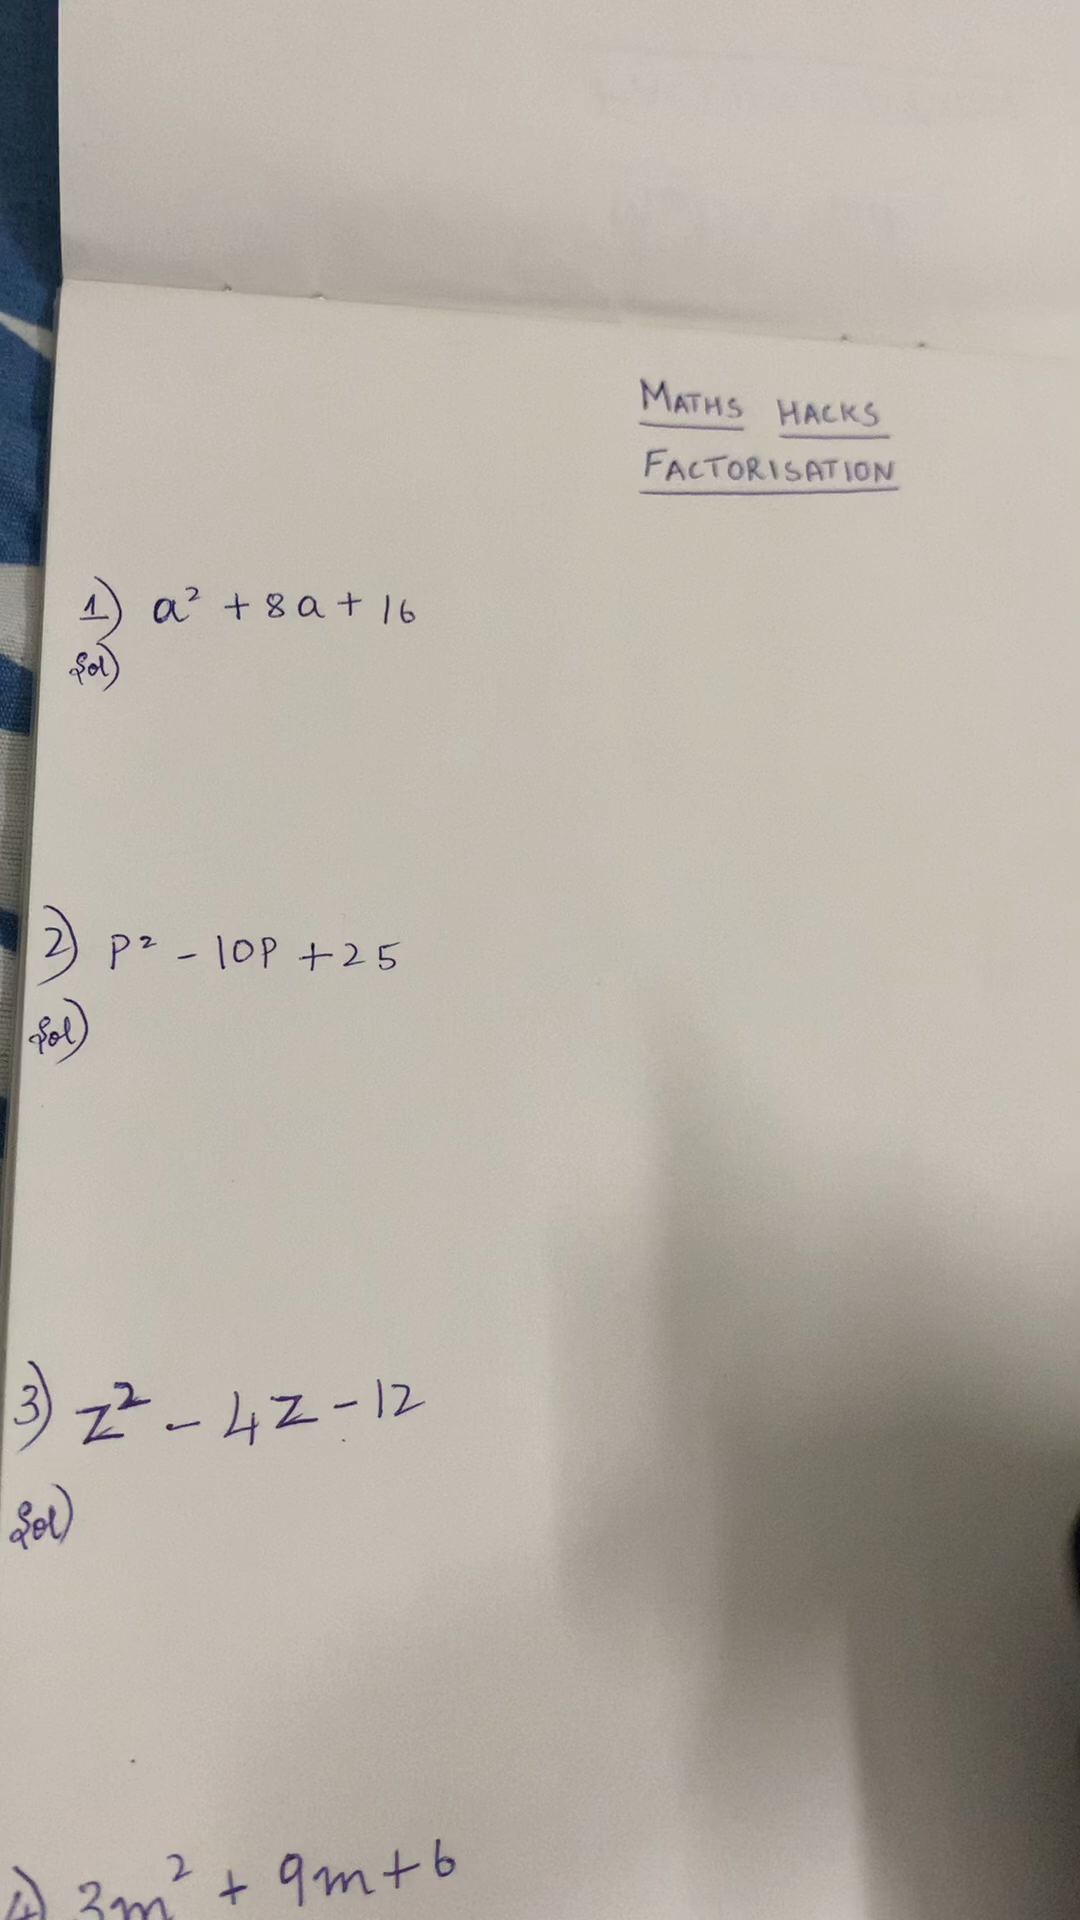 MATHS HACKS
FACTORISATION
1) a² + 8a + 16
Sol)
2) P² - 10P + 25
Sol)
3) z² - 4z - 12
Sol)
4) 3m² + 9m + 6